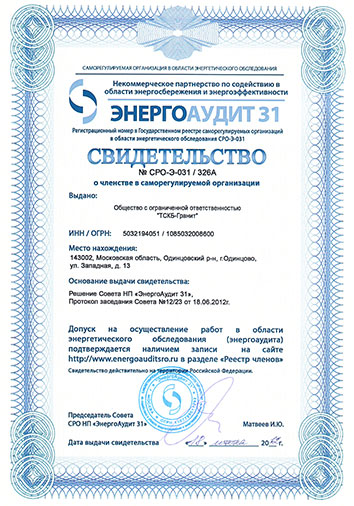 САМОРЕГУЛИРУЕМАЯ ОРГАНИЗАЦИЯ В ОБЛАСТИ ЭНЕРГЕТИЧЕСКОГО ОБСЛЕДОВАНИЯ
Некоммерческое партнерство по содействию в
области энергосбережения и энергоэффективности
ЭНЕРГОАУДИТ 31
Регистрационный номер в Государственном реестре саморегулируемых организаций
в области энергетического обследования СРО-Э-031
СВИДЕТЕЛЬСТВО
№ СРО-Э-031 / 326А
о членстве в саморегулируемой организации
Выдано:
Общество с ограниченной ответственностью
"ТСКБ-Гранит"
ИНН / ОГРН: 5032194051 / 1085032008600
Место нахождения:
143002, Московская область, Одинцовский р-н, г.Одинцово,
ул. Западная, д. 13
Основание выдачи свидетельства:
Решение Совета НП «ЭнергоАудит 31»,
Протокол заседания Совета №12/23 от 18.06.2012г.
Допуск на осуществление работ в области
энергетического обследования (энергоаудита)
подтверждается наличием записи на сайте
http://www.energoauditsro.ru в разделе «Реестр членов»
Свидетельство действительно на территории Российской Федерации.
Председатель Совета
СРО НП «ЭнергоАудит 31» Матвеев И.Ю.
Дата выдачи свидетельства «18» 20 г.